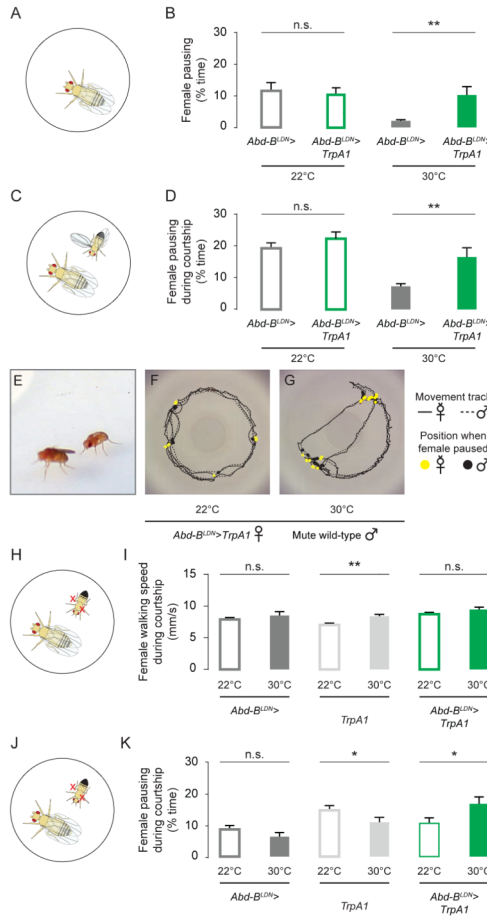 A
B
Female pausing
(% time)
30
20
10
0
n.s.
**
Abd-B^LDN>
Abd-B^LDN>
TrpA1
Abd-B^LDN>
Abd-B^LDN>
TrpA1
22°C
30°C
C
D
Female pausing
during courtship
(% time)
30
20
10
0
n.s.
**
Abd-B^LDN>
Abd-B^LDN>
TrpA1
Abd-B^LDN>
Abd-B^LDN>
TrpA1
22°C
30°C
E
F
G
Movement track
♀ ♂
Position when
female paused
♀ ♂
22°C
30°C
Abd-B^LDN>TrpA1 ♀
Mute wild-type ♂
H
x
x
I
Female walking speed
during courtship
(mm/s)
15
10
5
0
n.s.
**
n.s.
22°C 30°C
22°C 30°C
22°C 30°C
Abd-B^LDN>
TrpA1
Abd-B^LDN>
TrpA1
J
x
x
K
Female pausing
during courtship
(% time)
30
20
10
0
n.s.
*
*
22°C 30°C
22°C 30°C
22°C 30°C
Abd-B^LDN>
TrpA1
Abd-B^LDN>
TrpA1